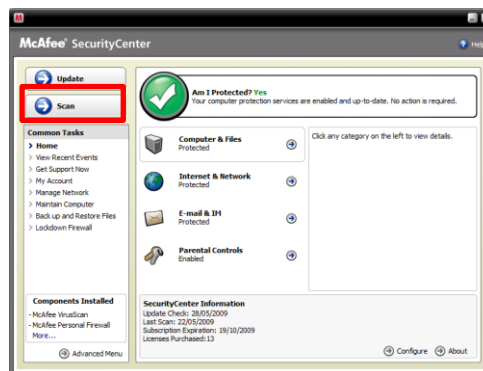 McAfee® SecurityCenter
Help
Update
Scan
Common Tasks
> Home
> View Recent Events
> Get Support Now
> My Account
> Manage Network
> Maintain Computer
> Back up and Restore Files
> Lockdown Firewall
Components Installed
- McAfee VirusScan
- McAfee Personal Firewall
More...
Advanced Menu
Am I Protected? Yes
Your computer protection services are enabled and up-to-date. No action is required.
Computer & Files
Protected
Internet & Network
Protected
E-mail & IM
Protected
Parental Controls
Enabled
Click any category on the left to view details.
SecurityCenter Information
Update Check: 28/05/2009
Last Scan: 22/05/2009
Subscription Expiration: 19/10/2009
Licenses Purchased: 13
Configure
About